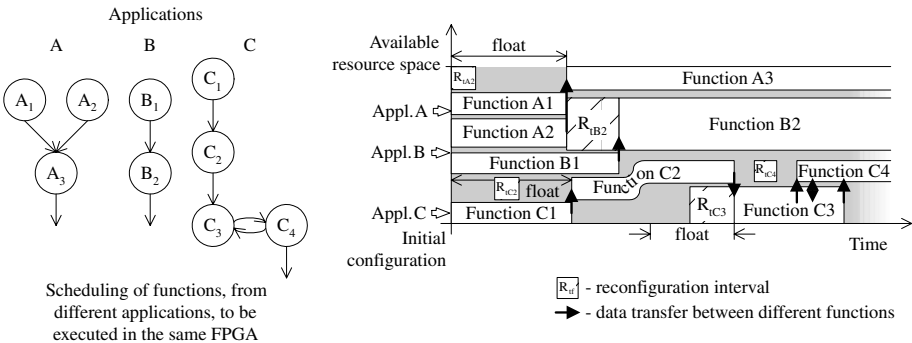 Applications
A
B
C
A1
A2
A3
B1
B2
C1
C2
C3
C4
Scheduling of functions, from
different applications, to be
executed in the same FPGA
Available
resource space
float
RtA2
Function A3
Appl.A
Function A1
RtB2
Function B2
Function A2
Appl.B
Function B1
RtC2
float
Function C2
RtC4
Function C4
Appl.C
Function C1
RtC3
Function C3
Initial
configuration
float
Time
Rtf - reconfiguration interval
- data transfer between different functions